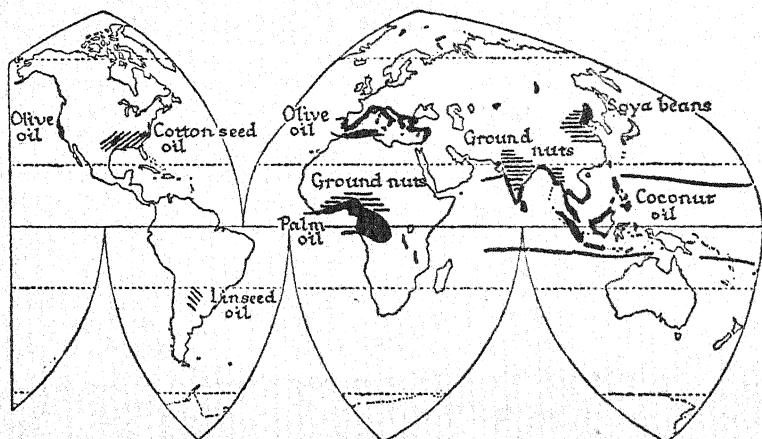 Olive
oil
Cotton seed
oil
Linseed
oil
Olive
oil
Ground nuts
Palm
oil
Ground
nuts
Soya beans
Coconut
oil